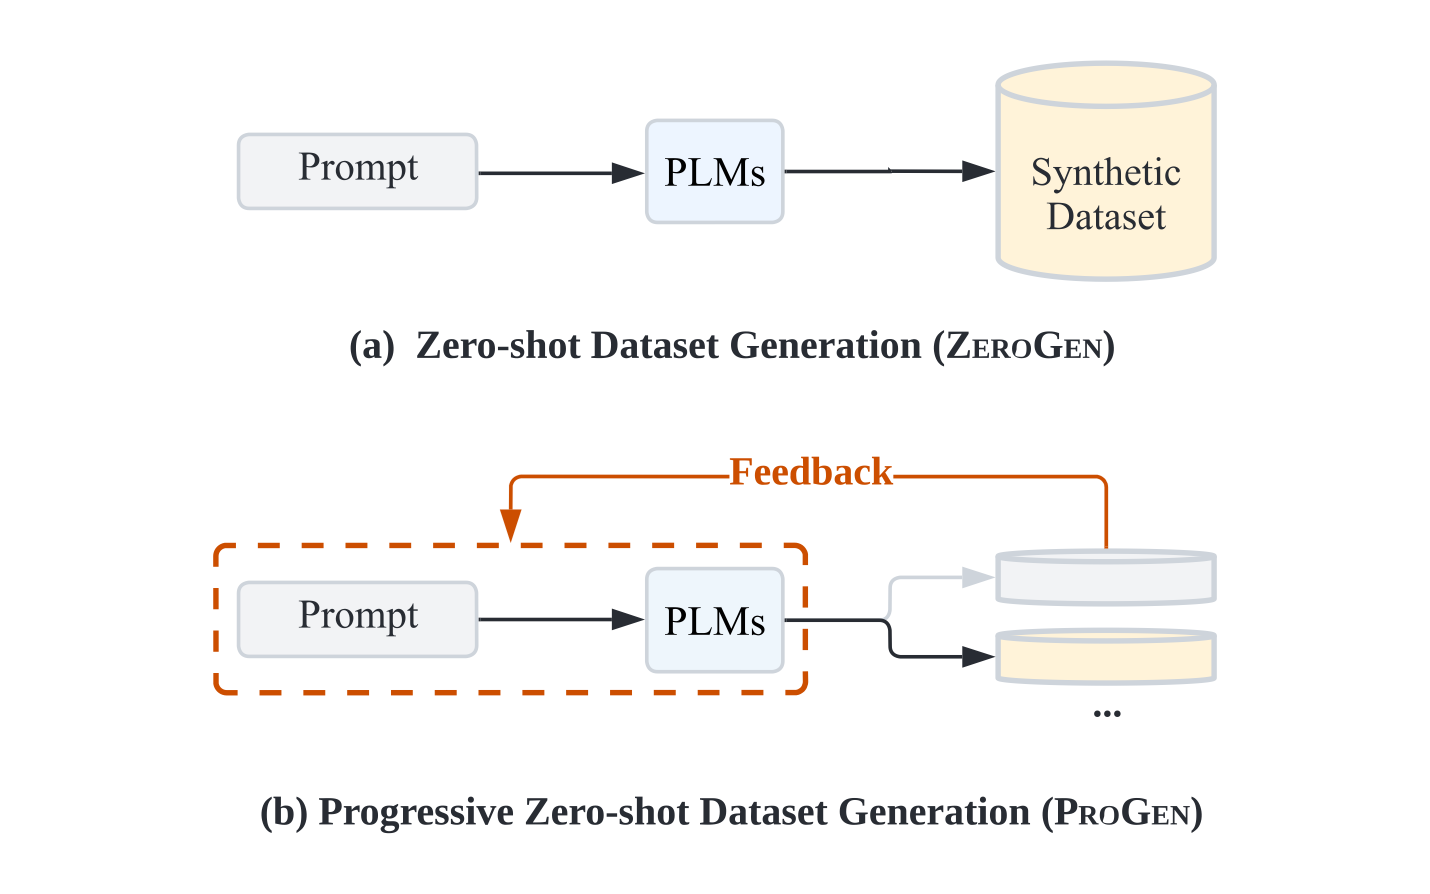 Prompt
PLMs
Synthetic
Dataset
(a) Zero-shot Dataset Generation (ZEROGEN)
Feedback
Prompt
PLMs
...
(b) Progressive Zero-shot Dataset Generation (PROGEN)